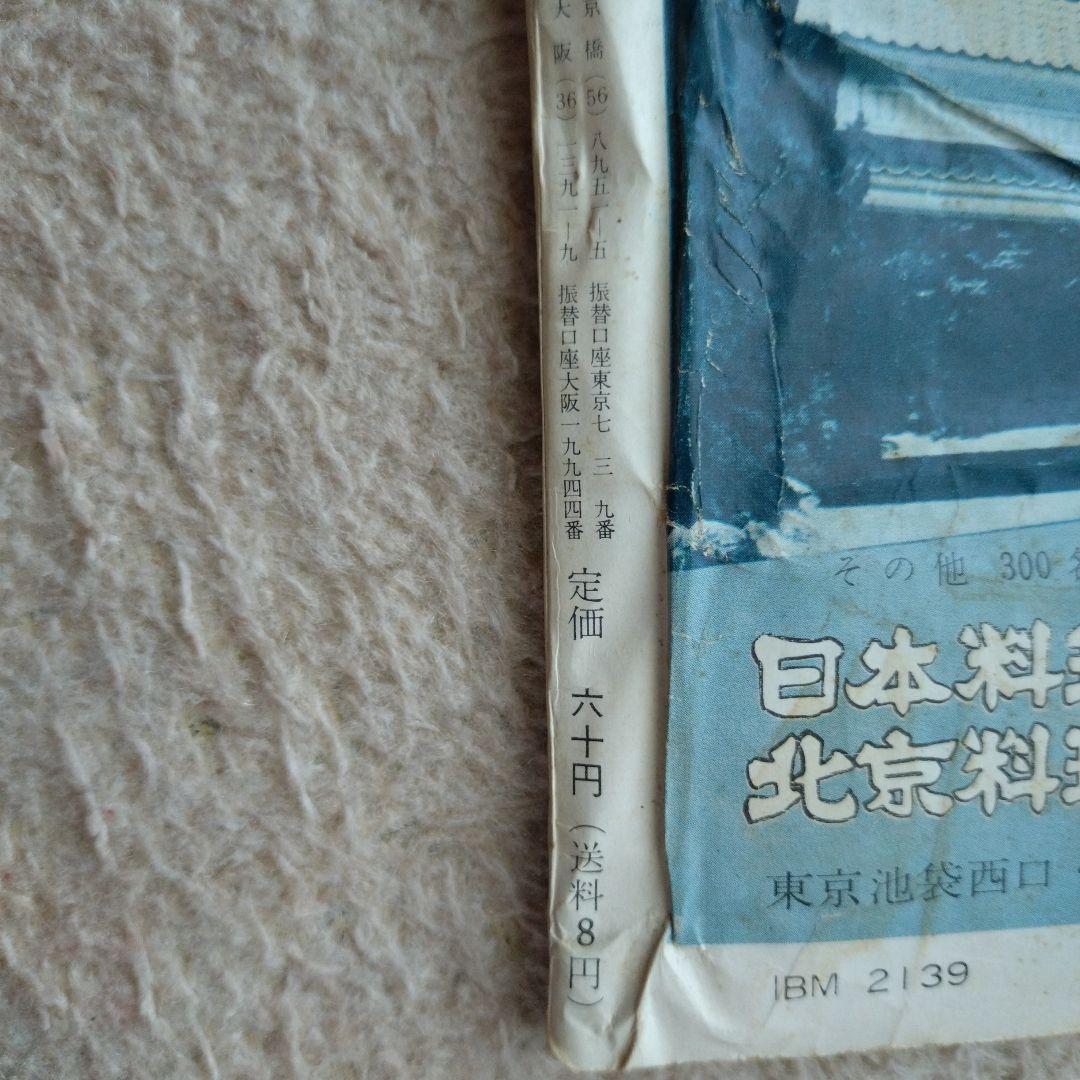 京橋(56)八九五一―五 振替口座東京七三九番
大阪(36)一三九一―九 振替口座大阪一九九四四番
定価 六十円(送料8円)
その他 300
日本料
北京料
東京池袋西口
IBM 2139